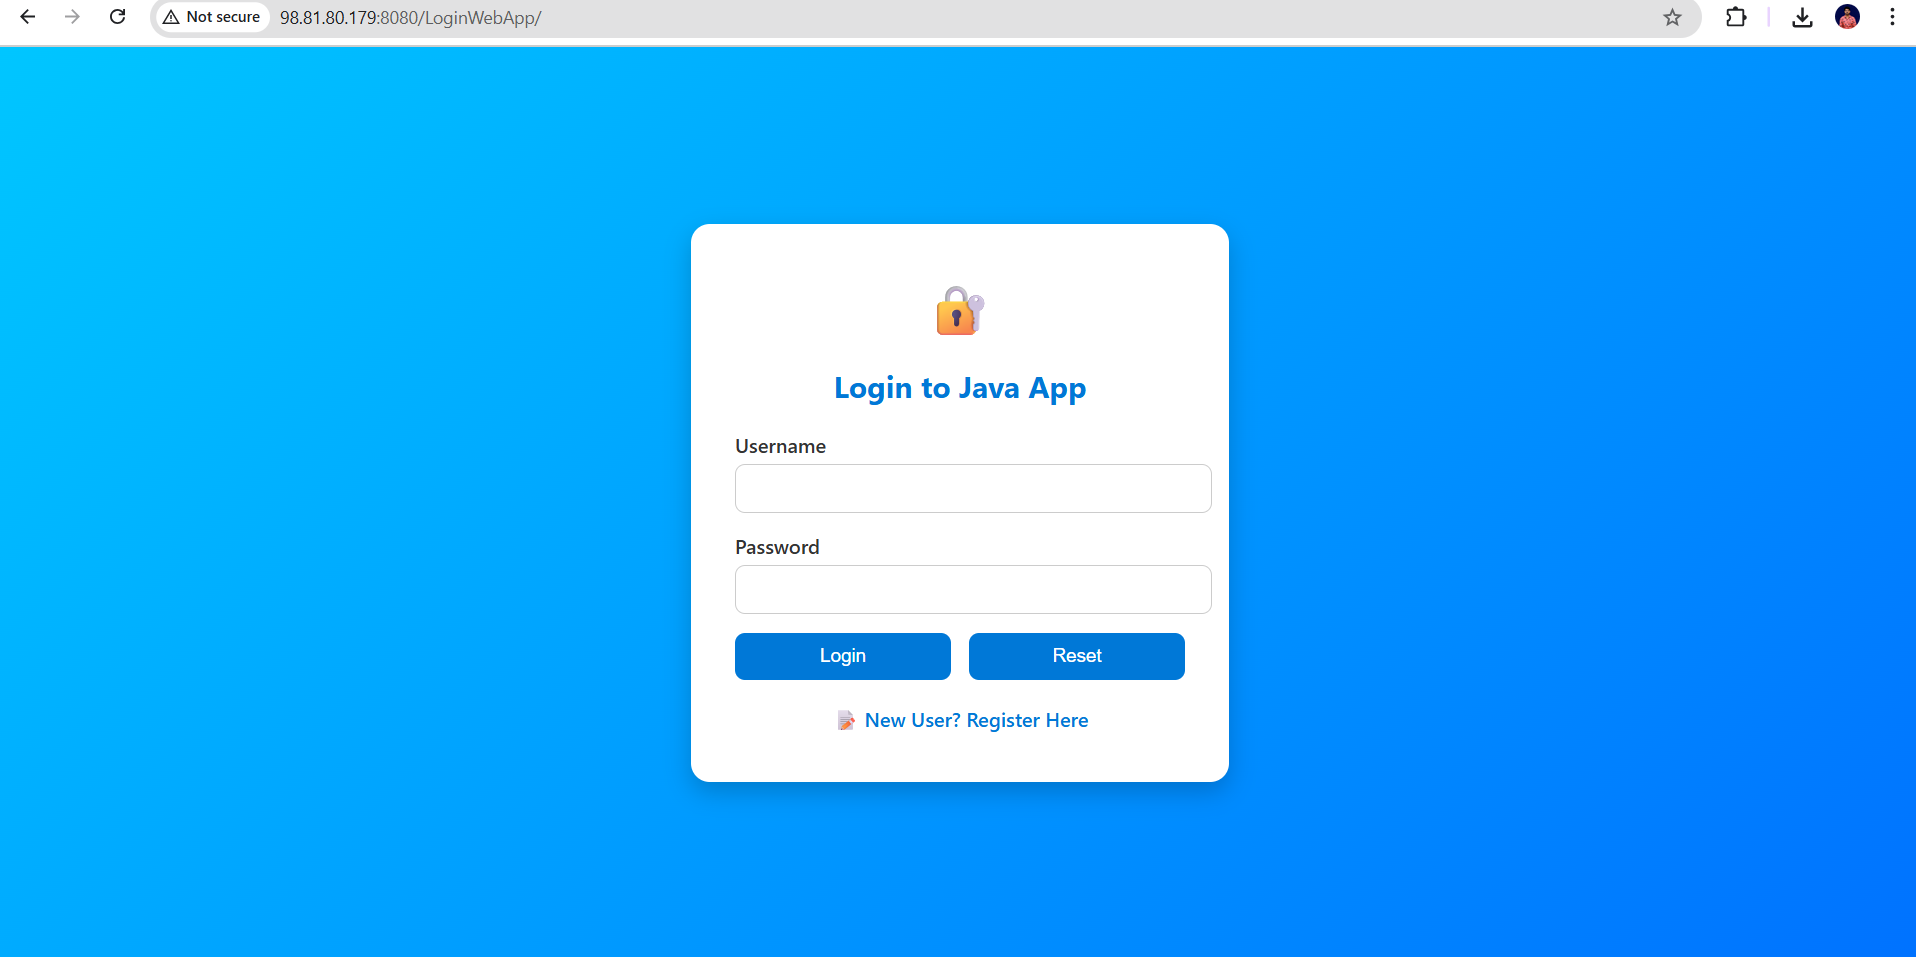 Not secure 98.81.80.179:8080/LoginWebApp/
Login to Java App
Username
Password
Login Reset
New User? Register Here